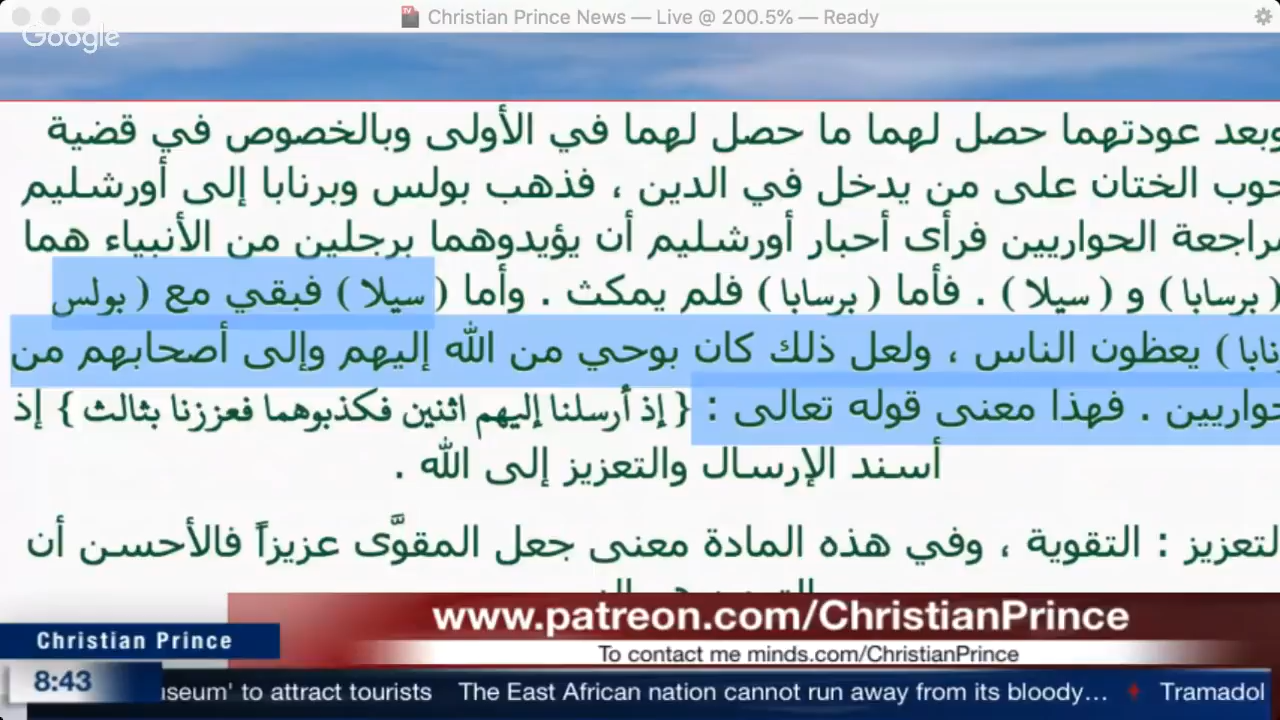 Christian Prince News — Live @ 200.5% — Ready
Google
وبعد عودتهما حصل لهما ما حصل لهما في الأولى وبالخصوص في قضية
الختان على من يدخل في الدين ، فذهب بولس وبرنابا إلى أورشليم
الحواريين فرأى أحبار أورشليم أن يؤيدوهما برجلين من الأنبياء هما
( برسابا ) و ( سيلا ) . فأما ( برسابا ) فلم يمكث . وأما ( سيلا ) فبقي مع ( بولس
) يعظون الناس ، ولعل ذلك كان بوحي من الله إليهم وإلى أصحابهم من
. فهذا معنى قوله تعالى : { إذ أرسلنا إليهم اثنين فكذبوهما فعززنا بثالث } إذ
أسند الإرسال والتعزيز إلى الله .
: التقوية ، وفي هذه المادة معنى جعل المقوَّى عزيزاً فالأحسن أن
www.patreon.com/ChristianPrince
To contact me minds.com/ChristianPrince
Christian Prince
8:43
useum' to attract tourists The East African nation cannot run away from its bloody... Tramadol